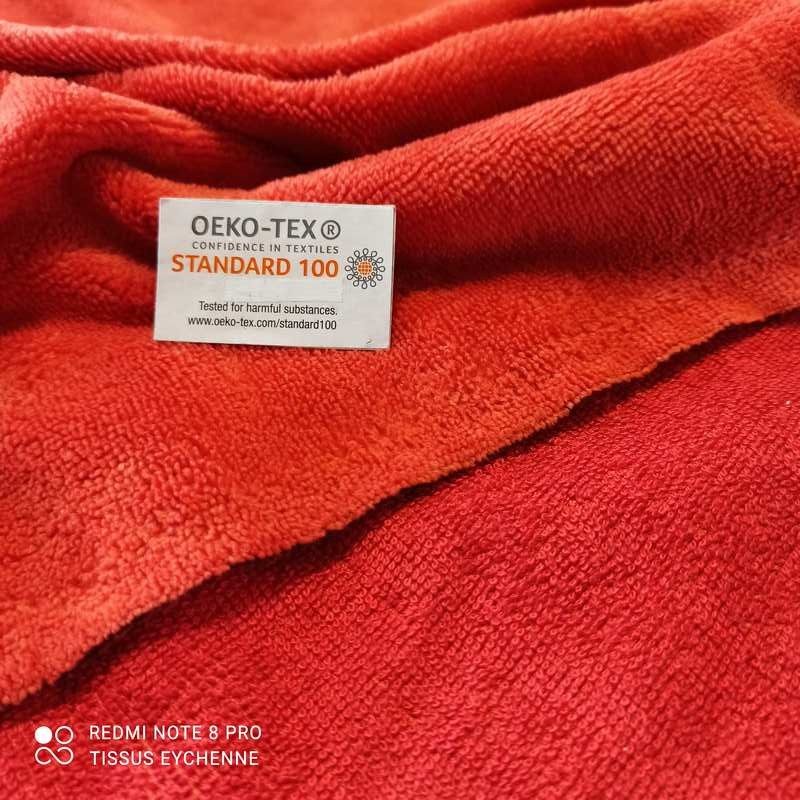 OEKO-TEX®
CONFIDENCE IN TEXTILES
STANDARD 100
Tested for harmful substances.
www.oeko-tex.com/standard100
REDMI NOTE 8 PRO
TISSUS EYCHENNE